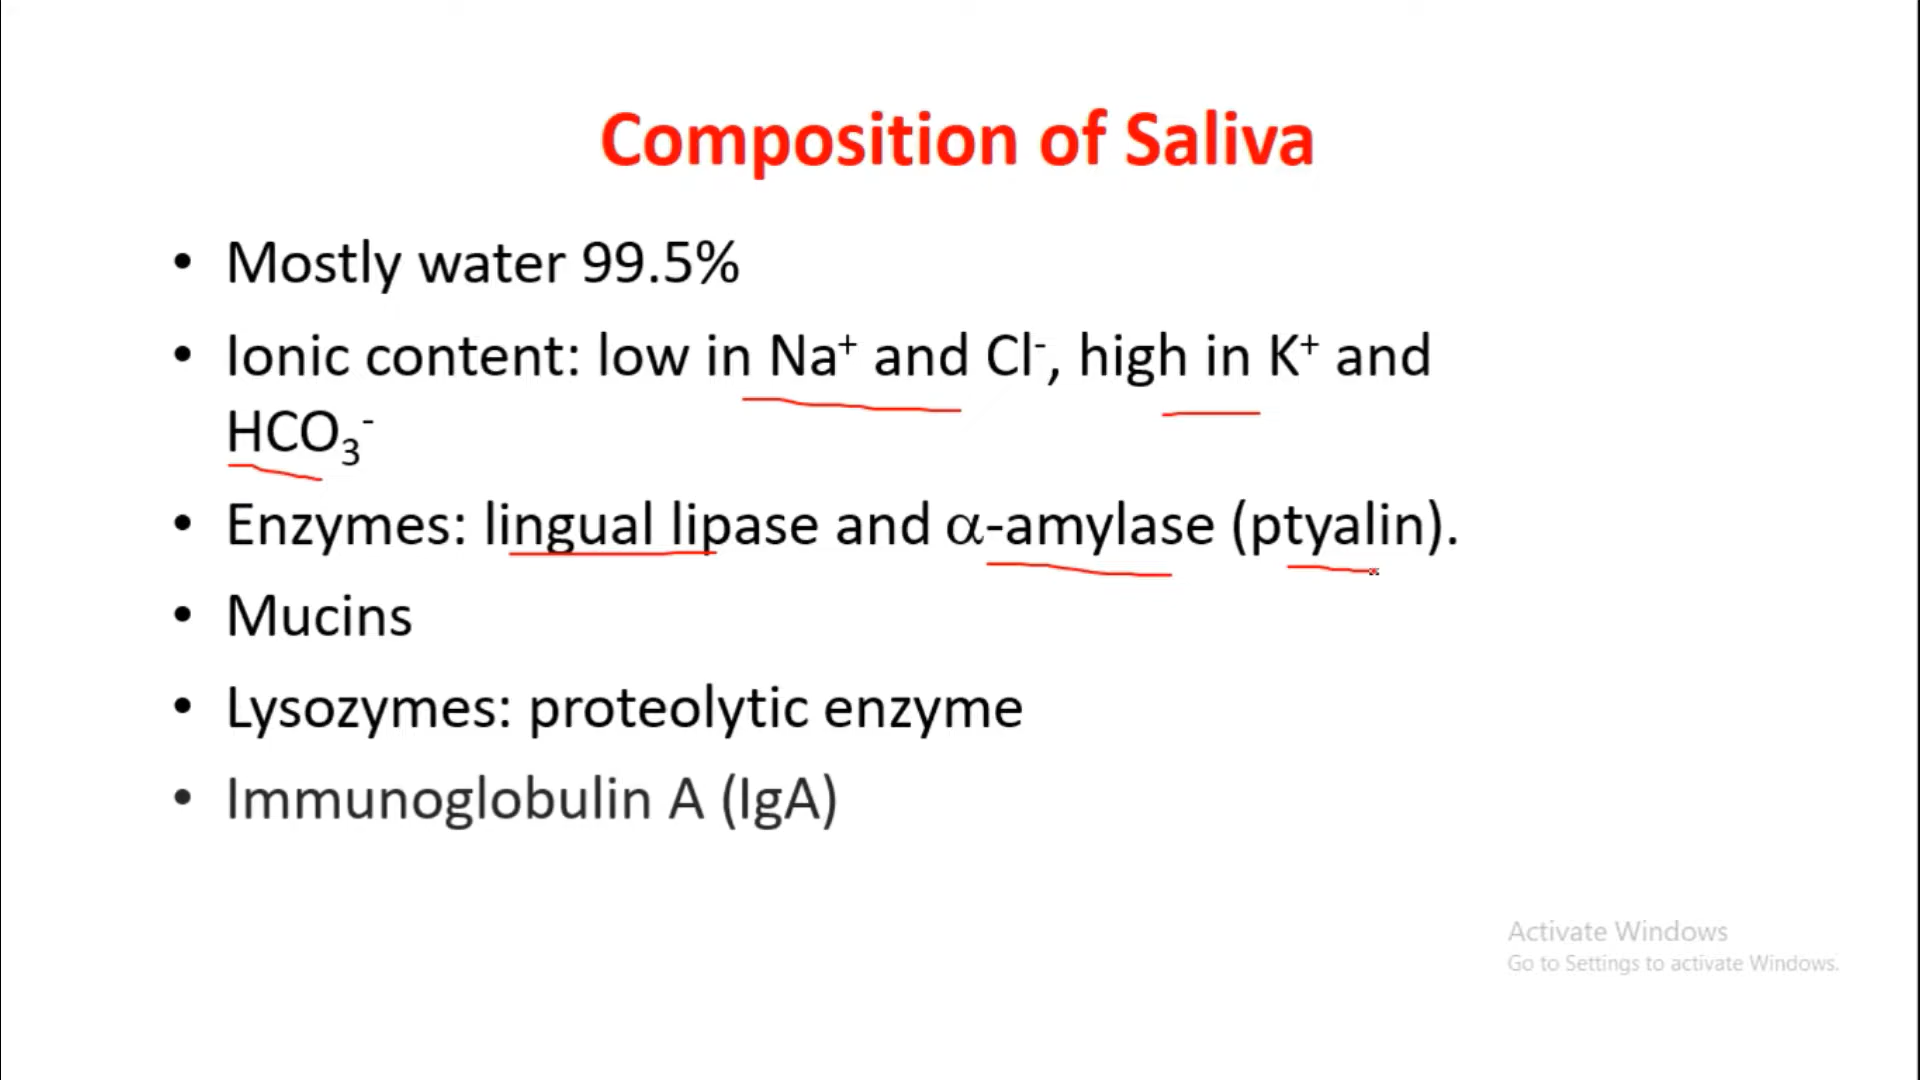 Composition of Saliva
• Mostly water 99.5%
• Ionic content: low in Na⁺ and Cl⁻, high in K⁺ and
HCO₃⁻
• Enzymes: lingual lipase and α-amylase (ptyalin).
• Mucins
• Lysozymes: proteolytic enzyme
• Immunoglobulin A (IgA)
Activate Windows
Go to Settings to activate Windows.